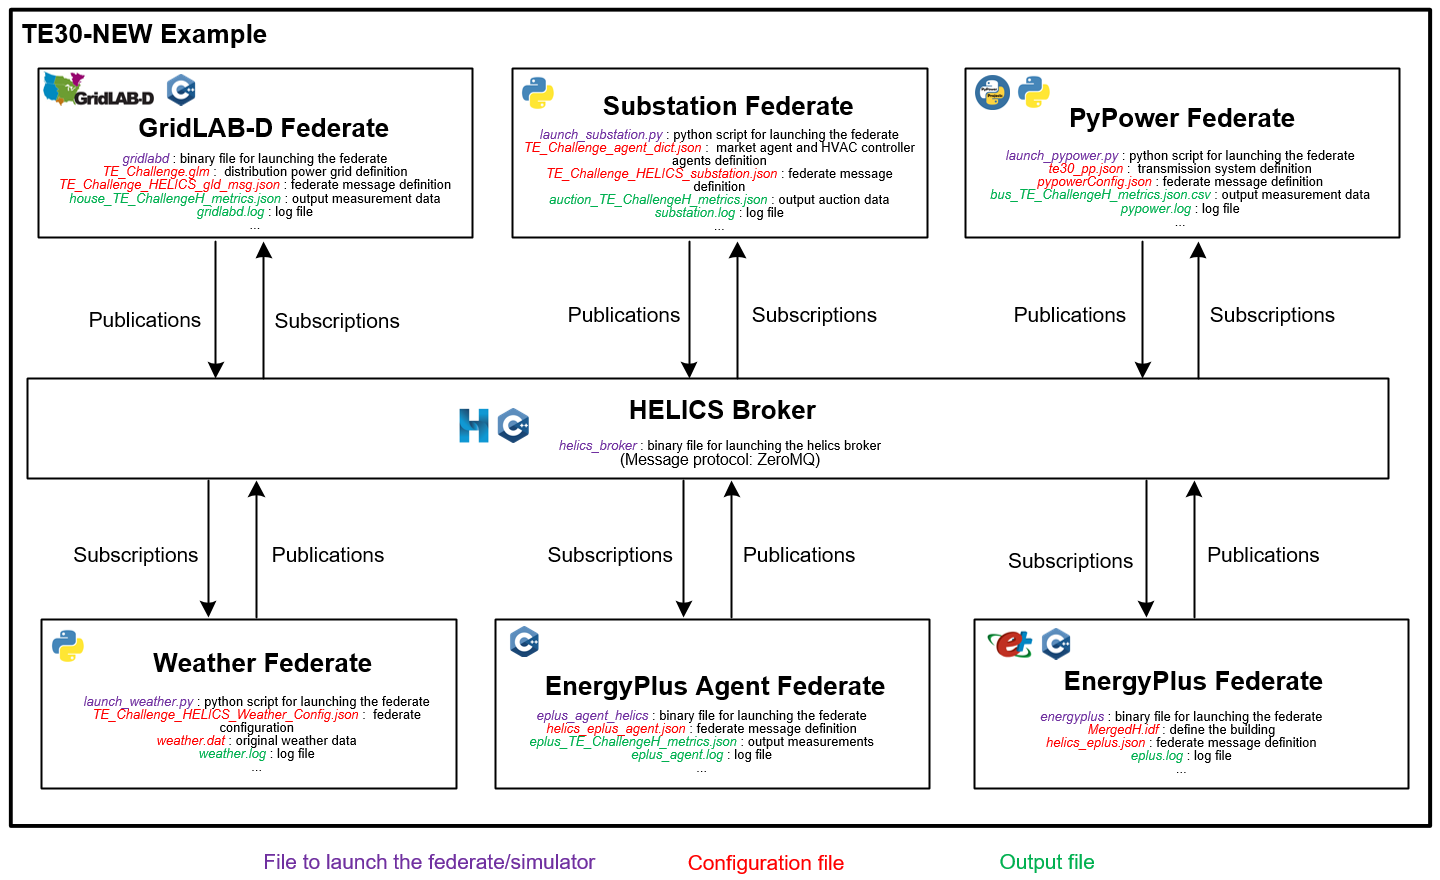 TE30-NEW Example
GridLAB-D
C++
GridLAB-D Federate
gridlabd : binary file for launching the federate
TE_Challenge.glm : distribution power grid definition
TE_Challenge_HELICS_gld_msg.json : federate message definition
house_TE_ChallengeH_metrics.json : output measurement data
gridlabd.log : log file
...
Substation Federate
launch_substation.py : python script for launching the federate
TE_Challenge_agent_dict.json : market agent and HVAC controller
agents definition
TE_Challenge_HELICS_substation.json : federate message
definition
auction_TE_ChallengeH_metrics.json : output auction data
substation.log : log file
...
PyPower
Projects
PyPower Federate
launch_pypower.py : python script for launching the federate
te30_pp.json : transmission system definition
pypowerConfig.json : federate message definition
bus_TE_ChallengeH_metrics.json.csv : output measurement data
pypower.log : log file
...
Publications
Subscriptions
Publications
Subscriptions
Publications
Subscriptions
H
C++
HELICS Broker
helics_broker : binary file for launching the helics broker
(Message protocol: ZeroMQ)
Subscriptions
Publications
Subscriptions
Publications
Subscriptions
Publications
Weather Federate
launch_weather.py : python script for launching the federate
TE_Challenge_HELICS_Weather_Config.json : federate
configuration
weather.dat : original weather data
weather.log : log file
...
C++
EnergyPlus Agent Federate
eplus_agent_helics : binary file for launching the federate
helics_eplus_agent.json : federate message definition
eplus_TE_ChallengeH_metrics.json : output measurements
eplus_agent.log : log file
...
e+
C++
EnergyPlus Federate
energyplus : binary file for launching the federate
MergedH.idf : define the building
helics_eplus.json : federate message definition
eplus.log : log file
...
File to launch the federate/simulator
Configuration file
Output file